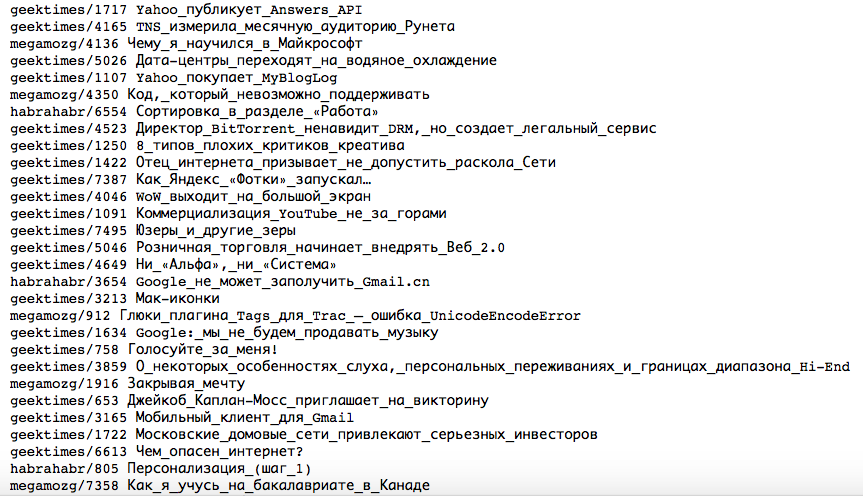 geektimes/1717 Yahoo_публикует_Answers_API
geektimes/4165 TNS_измерила_месячную_аудиторию_Рунета
megamozg/4136 Чему_я_научился_в_Майкрософт
geektimes/5026 Дата-центры_переходят_на_водяное_охлаждение
geektimes/1107 Yahoo_покупает_MyBlogLog
megamozg/4350 Код,_который_невозможно_поддерживать
habrahabr/6554 Сортировка_в_разделе_«Работа»
geektimes/4523 Директор_BitTorrent_ненавидит_DRM,_но_создает_легальный_сервис
geektimes/1250 8_типов_плохих_критиков_креатива
geektimes/1422 Отец_интернета_призывает_не_допустить_раскола_Сети
geektimes/7387 Как_Яндекс_«Фотки»_запускал…
geektimes/4046 WoW_выходит_на_большой_экран
geektimes/1091 Коммерциализация_YouTube_не_за_горами
geektimes/7495 Юзеры_и_другие_зеры
geektimes/5046 Розничная_торговля_начинает_внедрять_Веб_2.0
geektimes/4649 Ни_«Альфа»,_ни_«Система»
habrahabr/3654 Google_не_может_заполучить_Gmail.cn
geektimes/3213 Мак-иконки
megamozg/912 Глюки_плагина_Tags_для_Trac_—_ошибка_UnicodeEncodeError
geektimes/1634 Google:_мы_не_будем_продавать_музыку
geektimes/758 Голосуйте_за_меня!
geektimes/3859 О_некоторых_особенностях_слуха,_персональных_переживаниях_и_границах_диапазона_Hi-End
megamozg/1916 Закрывая_мечту
geektimes/653 Джейкоб_Каплан-Мосс_приглашает_на_викторину
geektimes/3165 Мобильный_клиент_для_Gmail
geektimes/1722 Московские_домовые_сети_привлекают_серьезных_инвесторов
geektimes/6613 Чем_опасен_интернет?
habrahabr/805 Персонализация_(шаг_1)
megamozg/7358 Как_я_учусь_на_бакалавриате_в_Канаде